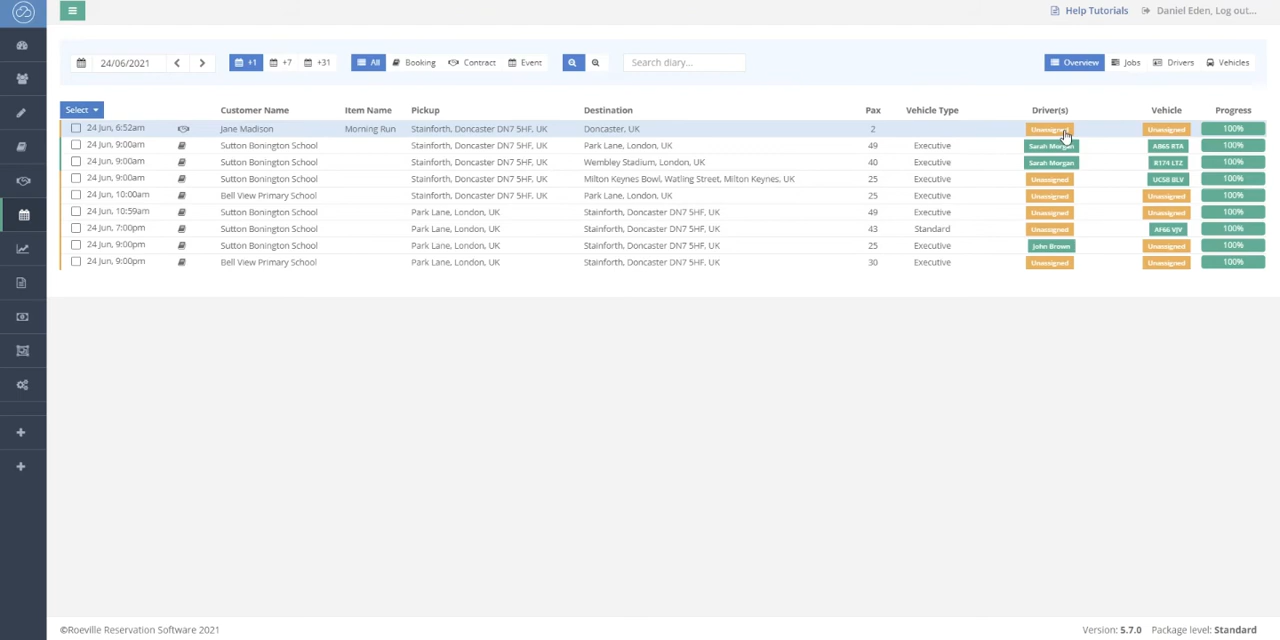 Help Tutorials Daniel Eden, Log out...
24/06/2021 +1 +7 +31 All Booking Contract Event Search diary... Overview Jobs Drivers Vehicles
Select Customer Name Item Name Pickup Destination Pax Vehicle Type Driver(s) Vehicle Progress
24 Jun, 6:52am Jane Madison Morning Run Stainforth, Doncaster DN7 5HF, UK Doncaster, UK 2 Unassigned Unassigned 100%
24 Jun, 9:00am Sutton Bonington School Stainforth, Doncaster DN7 5HF, UK Park Lane, London, UK 49 Executive Sarah Morgan AB65 RTA 100%
24 Jun, 9:00am Sutton Bonington School Stainforth, Doncaster DN7 5HF, UK Wembley Stadium, London, UK 40 Executive Sarah Morgan R174 LTZ 100%
24 Jun, 9:00am Sutton Bonington School Stainforth, Doncaster DN7 5HF, UK Milton Keynes Bowl, Watling Street, Milton Keynes, UK 25 Executive Unassigned UC58 BLV 100%
24 Jun, 10:00am Bell View Primary School Stainforth, Doncaster DN7 5HF, UK Park Lane, London, UK 25 Executive Unassigned Unassigned 100%
24 Jun, 10:59am Sutton Bonington School Park Lane, London, UK Stainforth, Doncaster DN7 5HF, UK 49 Executive Unassigned Unassigned 100%
24 Jun, 7:00pm Sutton Bonington School Park Lane, London, UK Stainforth, Doncaster DN7 5HF, UK 43 Standard Unassigned AF66 VJV 100%
24 Jun, 9:00pm Sutton Bonington School Park Lane, London, UK Stainforth, Doncaster DN7 5HF, UK 25 Executive John Brown Unassigned 100%
24 Jun, 9:00pm Bell View Primary School Park Lane, London, UK Stainforth, Doncaster DN7 5HF, UK 30 Executive Unassigned Unassigned 100%
©Roeville Reservation Software 2021 Version: 5.7.0 Package level: Standard